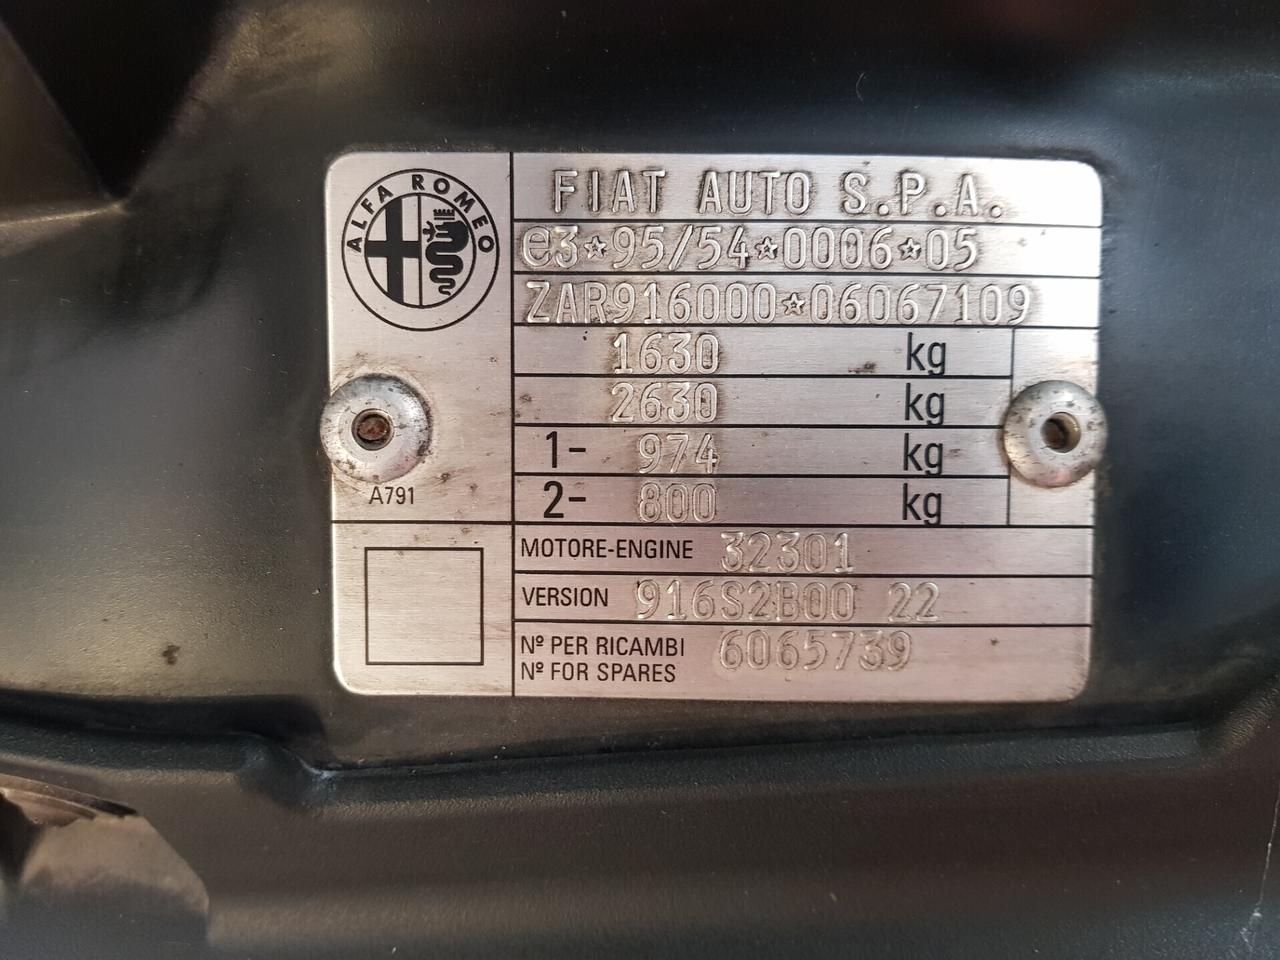 ALFA ROMEO
FIAT AUTO S.P.A.
e3*95/54*0006*05
ZAR916000*06067109
1630 kg
2630 kg
1- 974 kg
2- 800 kg
A791
MOTORE-ENGINE 32301
VERSION 916S2B00 22
Nº PER RICAMBI 6065739
Nº FOR SPARES